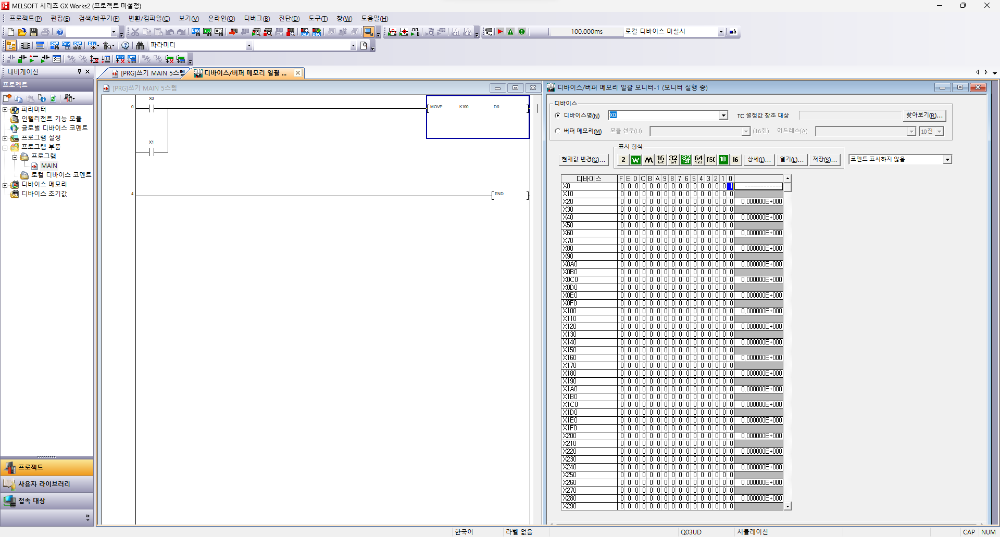 MELSOFT 시리즈 GX Works2 (프로젝트 미설정)
프로젝트(P) 편집(E) 검색/바꾸기(F) 변환/컴파일(C) 보기(V) 온라인(O) 디버그(B) 진단(D) 도구(T) 창(W) 도움말(H)
100.000ms 로컬 디바이스 미실시
파라미터
내비게이션
[PRG]쓰기 MAIN 5스텝 디바이스/버퍼 메모리 일괄 ...
프로젝트
파라미터
인텔리전트 기능 모듈
글로벌 디바이스 코멘트
프로그램 설정
프로그램 부품
프로그램
MAIN
로컬 디바이스 코멘트
디바이스 메모리
디바이스 초기값
프로젝트
사용자 라이브러리
접속 대상
[PRG]쓰기 MAIN 5스텝
X0
0 MOVP K100 D0
X1
4 END
디바이스/버퍼 메모리 일괄 모니터-1 (모니터 실행 중)
디바이스
디바이스명(N) X0 TC 설정값 참조 대상 찾아보기(R)...
버퍼 메모리(M) 모듈 선두(U) (16진) 어드레스(A) 10진
표시 형식
현재값 변경(G)... 2 W M 16 bit 32 bit 32 1.23 64 1.23 ASC 10 16 상세(I)... 열기(L)... 저장(S)... 코멘트 표시하지 않음
디바이스 F E D C B A 9 8 7 6 5 4 3 2 1 0
X0 0 0 0 0 0 0 0 0 0 0 0 0 0 0 0 1 ------------
X10 0 0 0 0 0 0 0 0 0 0 0 0 0 0 0 0
X20 0 0 0 0 0 0 0 0 0 0 0 0 0 0 0 0 0.000000E+000
X30 0 0 0 0 0 0 0 0 0 0 0 0 0 0 0 0
X40 0 0 0 0 0 0 0 0 0 0 0 0 0 0 0 0 0.000000E+000
X50 0 0 0 0 0 0 0 0 0 0 0 0 0 0 0 0
X60 0 0 0 0 0 0 0 0 0 0 0 0 0 0 0 0 0.000000E+000
X70 0 0 0 0 0 0 0 0 0 0 0 0 0 0 0 0
X80 0 0 0 0 0 0 0 0 0 0 0 0 0 0 0 0 0.000000E+000
X90 0 0 0 0 0 0 0 0 0 0 0 0 0 0 0 0
X0A0 0 0 0 0 0 0 0 0 0 0 0 0 0 0 0 0 0.000000E+000
X0B0 0 0 0 0 0 0 0 0 0 0 0 0 0 0 0 0
X0C0 0 0 0 0 0 0 0 0 0 0 0 0 0 0 0 0 0.000000E+000
X0D0 0 0 0 0 0 0 0 0 0 0 0 0 0 0 0 0
X0E0 0 0 0 0 0 0 0 0 0 0 0 0 0 0 0 0 0.000000E+000
X0F0 0 0 0 0 0 0 0 0 0 0 0 0 0 0 0 0
X100 0 0 0 0 0 0 0 0 0 0 0 0 0 0 0 0 0.000000E+000
X110 0 0 0 0 0 0 0 0 0 0 0 0 0 0 0 0
X120 0 0 0 0 0 0 0 0 0 0 0 0 0 0 0 0 0.000000E+000
X130 0 0 0 0 0 0 0 0 0 0 0 0 0 0 0 0
X140 0 0 0 0 0 0 0 0 0 0 0 0 0 0 0 0 0.000000E+000
X150 0 0 0 0 0 0 0 0 0 0 0 0 0 0 0 0
X160 0 0 0 0 0 0 0 0 0 0 0 0 0 0 0 0 0.000000E+000
X170 0 0 0 0 0 0 0 0 0 0 0 0 0 0 0 0
X180 0 0 0 0 0 0 0 0 0 0 0 0 0 0 0 0 0.000000E+000
X190 0 0 0 0 0 0 0 0 0 0 0 0 0 0 0 0
X1A0 0 0 0 0 0 0 0 0 0 0 0 0 0 0 0 0 0.000000E+000
X1B0 0 0 0 0 0 0 0 0 0 0 0 0 0 0 0 0
X1C0 0 0 0 0 0 0 0 0 0 0 0 0 0 0 0 0 0.000000E+000
X1D0 0 0 0 0 0 0 0 0 0 0 0 0 0 0 0 0
X1E0 0 0 0 0 0 0 0 0 0 0 0 0 0 0 0 0 0.000000E+000
X1F0 0 0 0 0 0 0 0 0 0 0 0 0 0 0 0 0
X200 0 0 0 0 0 0 0 0 0 0 0 0 0 0 0 0 0.000000E+000
X210 0 0 0 0 0 0 0 0 0 0 0 0 0 0 0 0
X220 0 0 0 0 0 0 0 0 0 0 0 0 0 0 0 0 0.000000E+000
X230 0 0 0 0 0 0 0 0 0 0 0 0 0 0 0 0
X240 0 0 0 0 0 0 0 0 0 0 0 0 0 0 0 0 0.000000E+000
X250 0 0 0 0 0 0 0 0 0 0 0 0 0 0 0 0
X260 0 0 0 0 0 0 0 0 0 0 0 0 0 0 0 0 0.000000E+000
X270 0 0 0 0 0 0 0 0 0 0 0 0 0 0 0 0
X280 0 0 0 0 0 0 0 0 0 0 0 0 0 0 0 0 0.000000E+000
X290 0 0 0 0 0 0 0 0 0 0 0 0 0 0 0 0
한국어 라벨 없음 Q03UD 시뮬레이션 CAP NUM